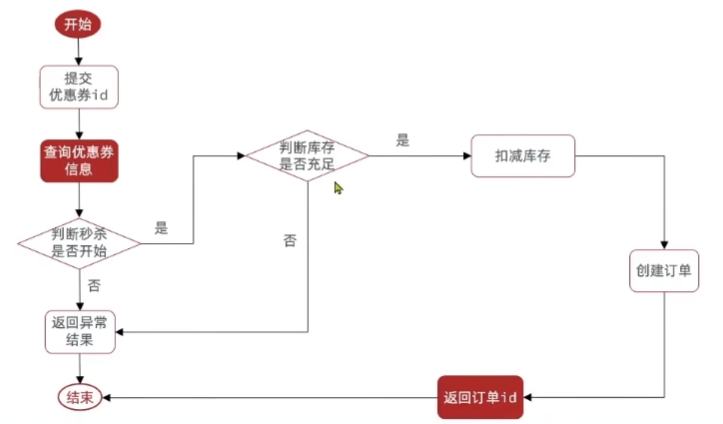 开始
提交
优惠券id
查询优惠券
信息
判断秒杀
是否开始
是
否
返回异常
结果
结束
判断库存
是否充足
是
否
扣减库存
创建订单
返回订单id